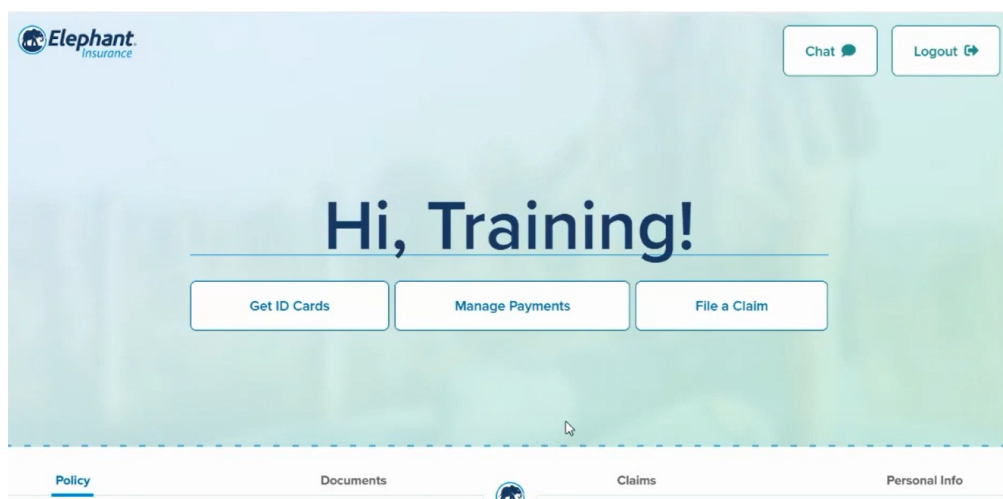 Elephant.
Insurance
Chat
Logout
Hi, Training!
Get ID Cards
Manage Payments
File a Claim
Policy
Documents
Claims
Personal Info